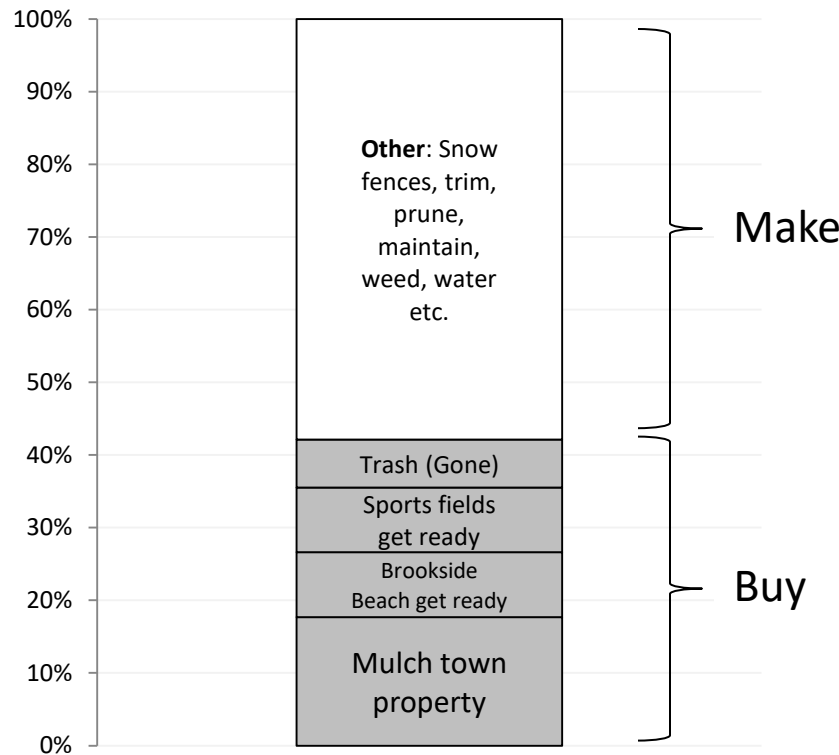 100%
90%
80%
70%
60%
50%
40%
30%
20%
10%
0%
Other: Snow
fences, trim,
prune,
maintain,
weed, water
etc.
Trash (Gone)
Sports fields
get ready
Brookside
Beach get ready
Mulch town
property
Make
Buy